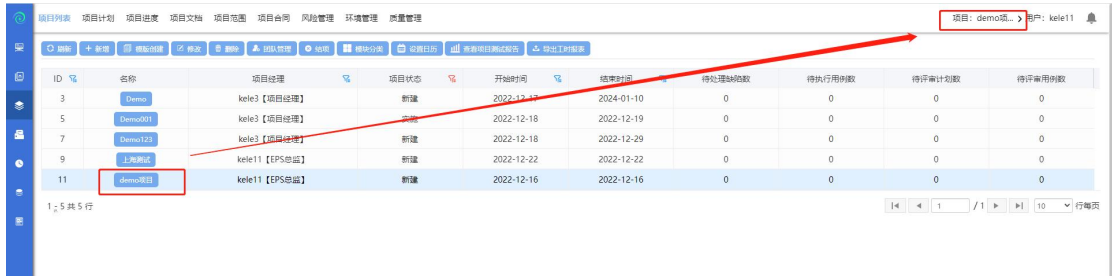 项目列表 项目计划 项目进度 项目文档 项目范围 项目合同 风险管理 环境管理 质量管理 项目: demo项... 用户: kele11
刷新 新增 模板创建 修改 删除 团队管理 结项 模块分类 设置日历 查看项目测试报告 导出工时报表
ID 名称 项目经理 项目状态 开始时间 结束时间 待处理缺陷数 待执行用例数 待评审计划数 待评审用例数
3 Demo kele3【项目经理】 新建 2022-12-17 2024-01-10 0 0 0 0
5 Demo001 kele3【项目经理】 实施 2022-12-18 2022-12-19 0 0 0 0
7 Demo123 kele3【项目经理】 新建 2022-12-18 2022-12-29 0 0 0 0
9 上海测试 kele11【EPS总监】 新建 2022-12-22 2022-12-22 0 0 0 0
11 demo项目 kele11【EPS总监】 新建 2022-12-16 2022-12-16 0 0 0 0
1 - 5 共 5 行 1 / 1 10 行每页